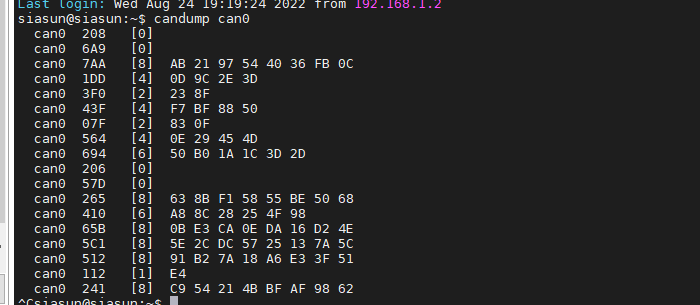 Last login: Wed Aug 24 19:19:24 2022 from 192.168.1.2
siasun@siasun:~$ candump can0
can0 208 [0]
can0 6A9 [0]
can0 7AA [8] AB 21 97 54 40 36 FB 0C
can0 1DD [4] 0D 9C 2E 3D
can0 3F0 [2] 23 8F
can0 43F [4] F7 BF 88 50
can0 07F [2] 83 0F
can0 564 [4] 0E 29 45 4D
can0 694 [6] 50 B0 1A 1C 3D 2D
can0 206 [0]
can0 57D [0]
can0 265 [8] 63 8B F1 58 55 BE 50 68
can0 410 [6] A8 8C 28 25 4F 98
can0 65B [8] 0B E3 CA 0E DA 16 D2 4E
can0 5C1 [8] 5E 2C DC 57 25 13 7A 5C
can0 512 [8] 91 B2 7A 18 A6 E3 3F 51
can0 112 [1] E4
can0 241 [8] C9 54 21 4B BF AF 98 62
^Csiasun@siasun:~$